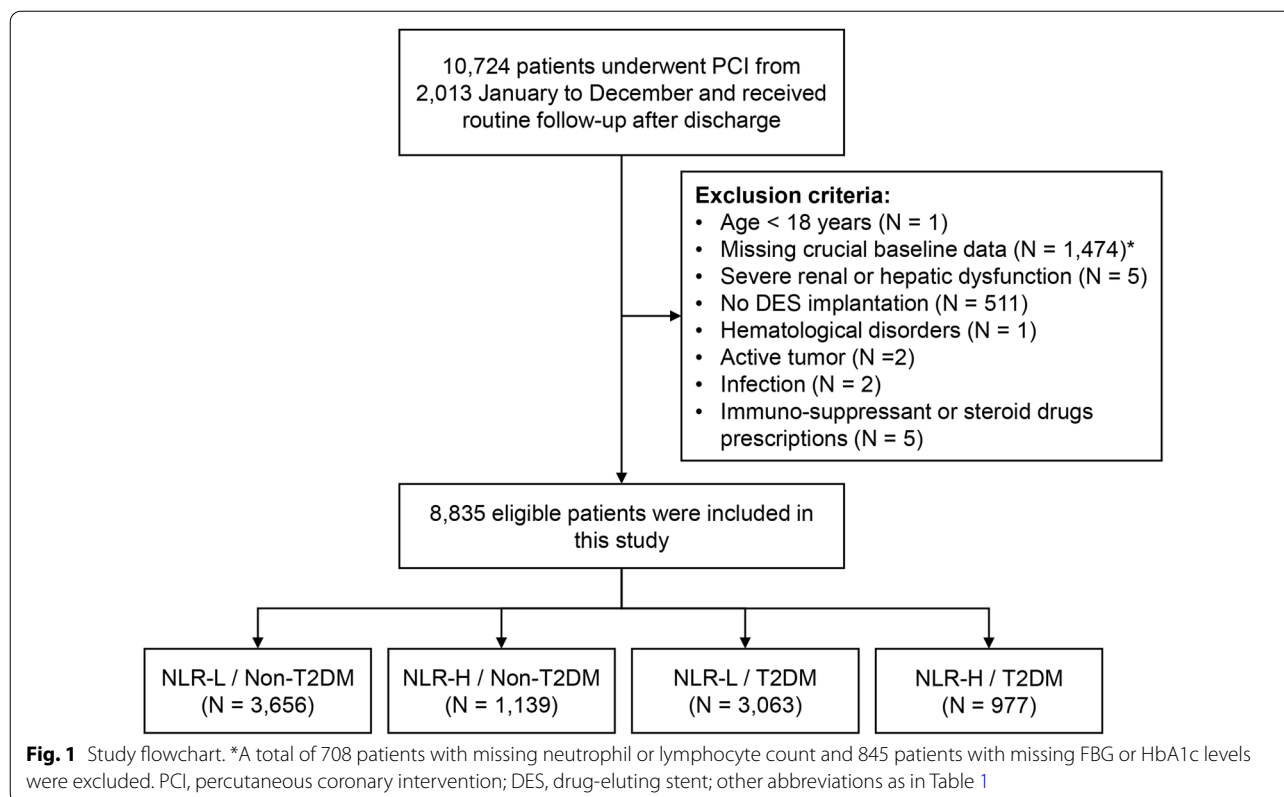 10,724 patients underwent PCI from
2,013 January to December and received
routine follow-up after discharge
Exclusion criteria:
• Age < 18 years (N = 1)
• Missing crucial baseline data (N = 1,474)*
• Severe renal or hepatic dysfunction (N = 5)
• No DES implantation (N = 511)
• Hematological disorders (N = 1)
• Active tumor (N =2)
• Infection (N = 2)
• Immuno-suppressant or steroid drugs
prescriptions (N = 5)
8,835 eligible patients were included in
this study
NLR-L / Non-T2DM
(N = 3,656)
NLR-H / Non-T2DM
(N = 1,139)
NLR-L / T2DM
(N = 3,063)
NLR-H / T2DM
(N = 977)
Fig. 1 Study flowchart. *A total of 708 patients with missing neutrophil or lymphocyte count and 845 patients with missing FBG or HbA1c levels
were excluded. PCI, percutaneous coronary intervention; DES, drug-eluting stent; other abbreviations as in Table 1